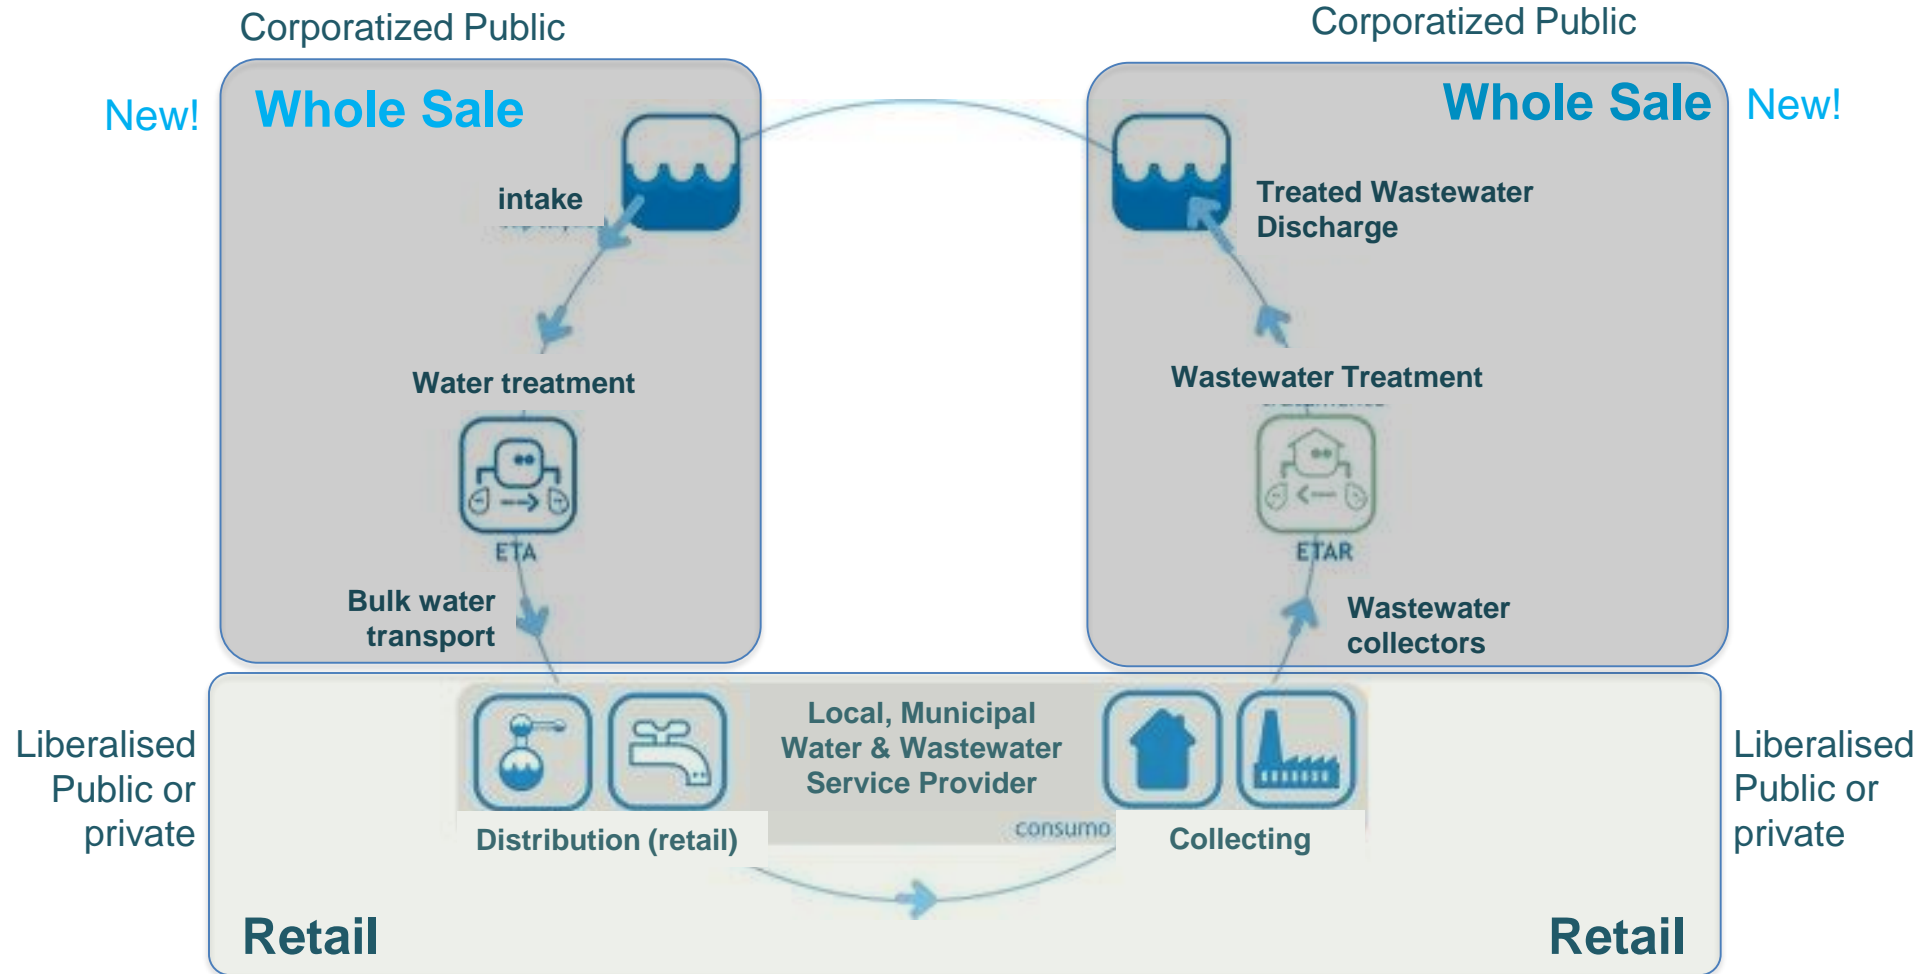 Corporatized Public
Corporatized Public
New!
Whole Sale
Whole Sale
New!
intake
Treated Wastewater
Discharge
Water treatment
Wastewater Treatment
ETA
ETAR
Bulk water
transport
Wastewater
collectors
Liberalised
Public or
private
Local, Municipal
Water & Wastewater
Service Provider
Liberalised
Public or
private
Distribution (retail)
consumo
Collecting
Retail
Retail